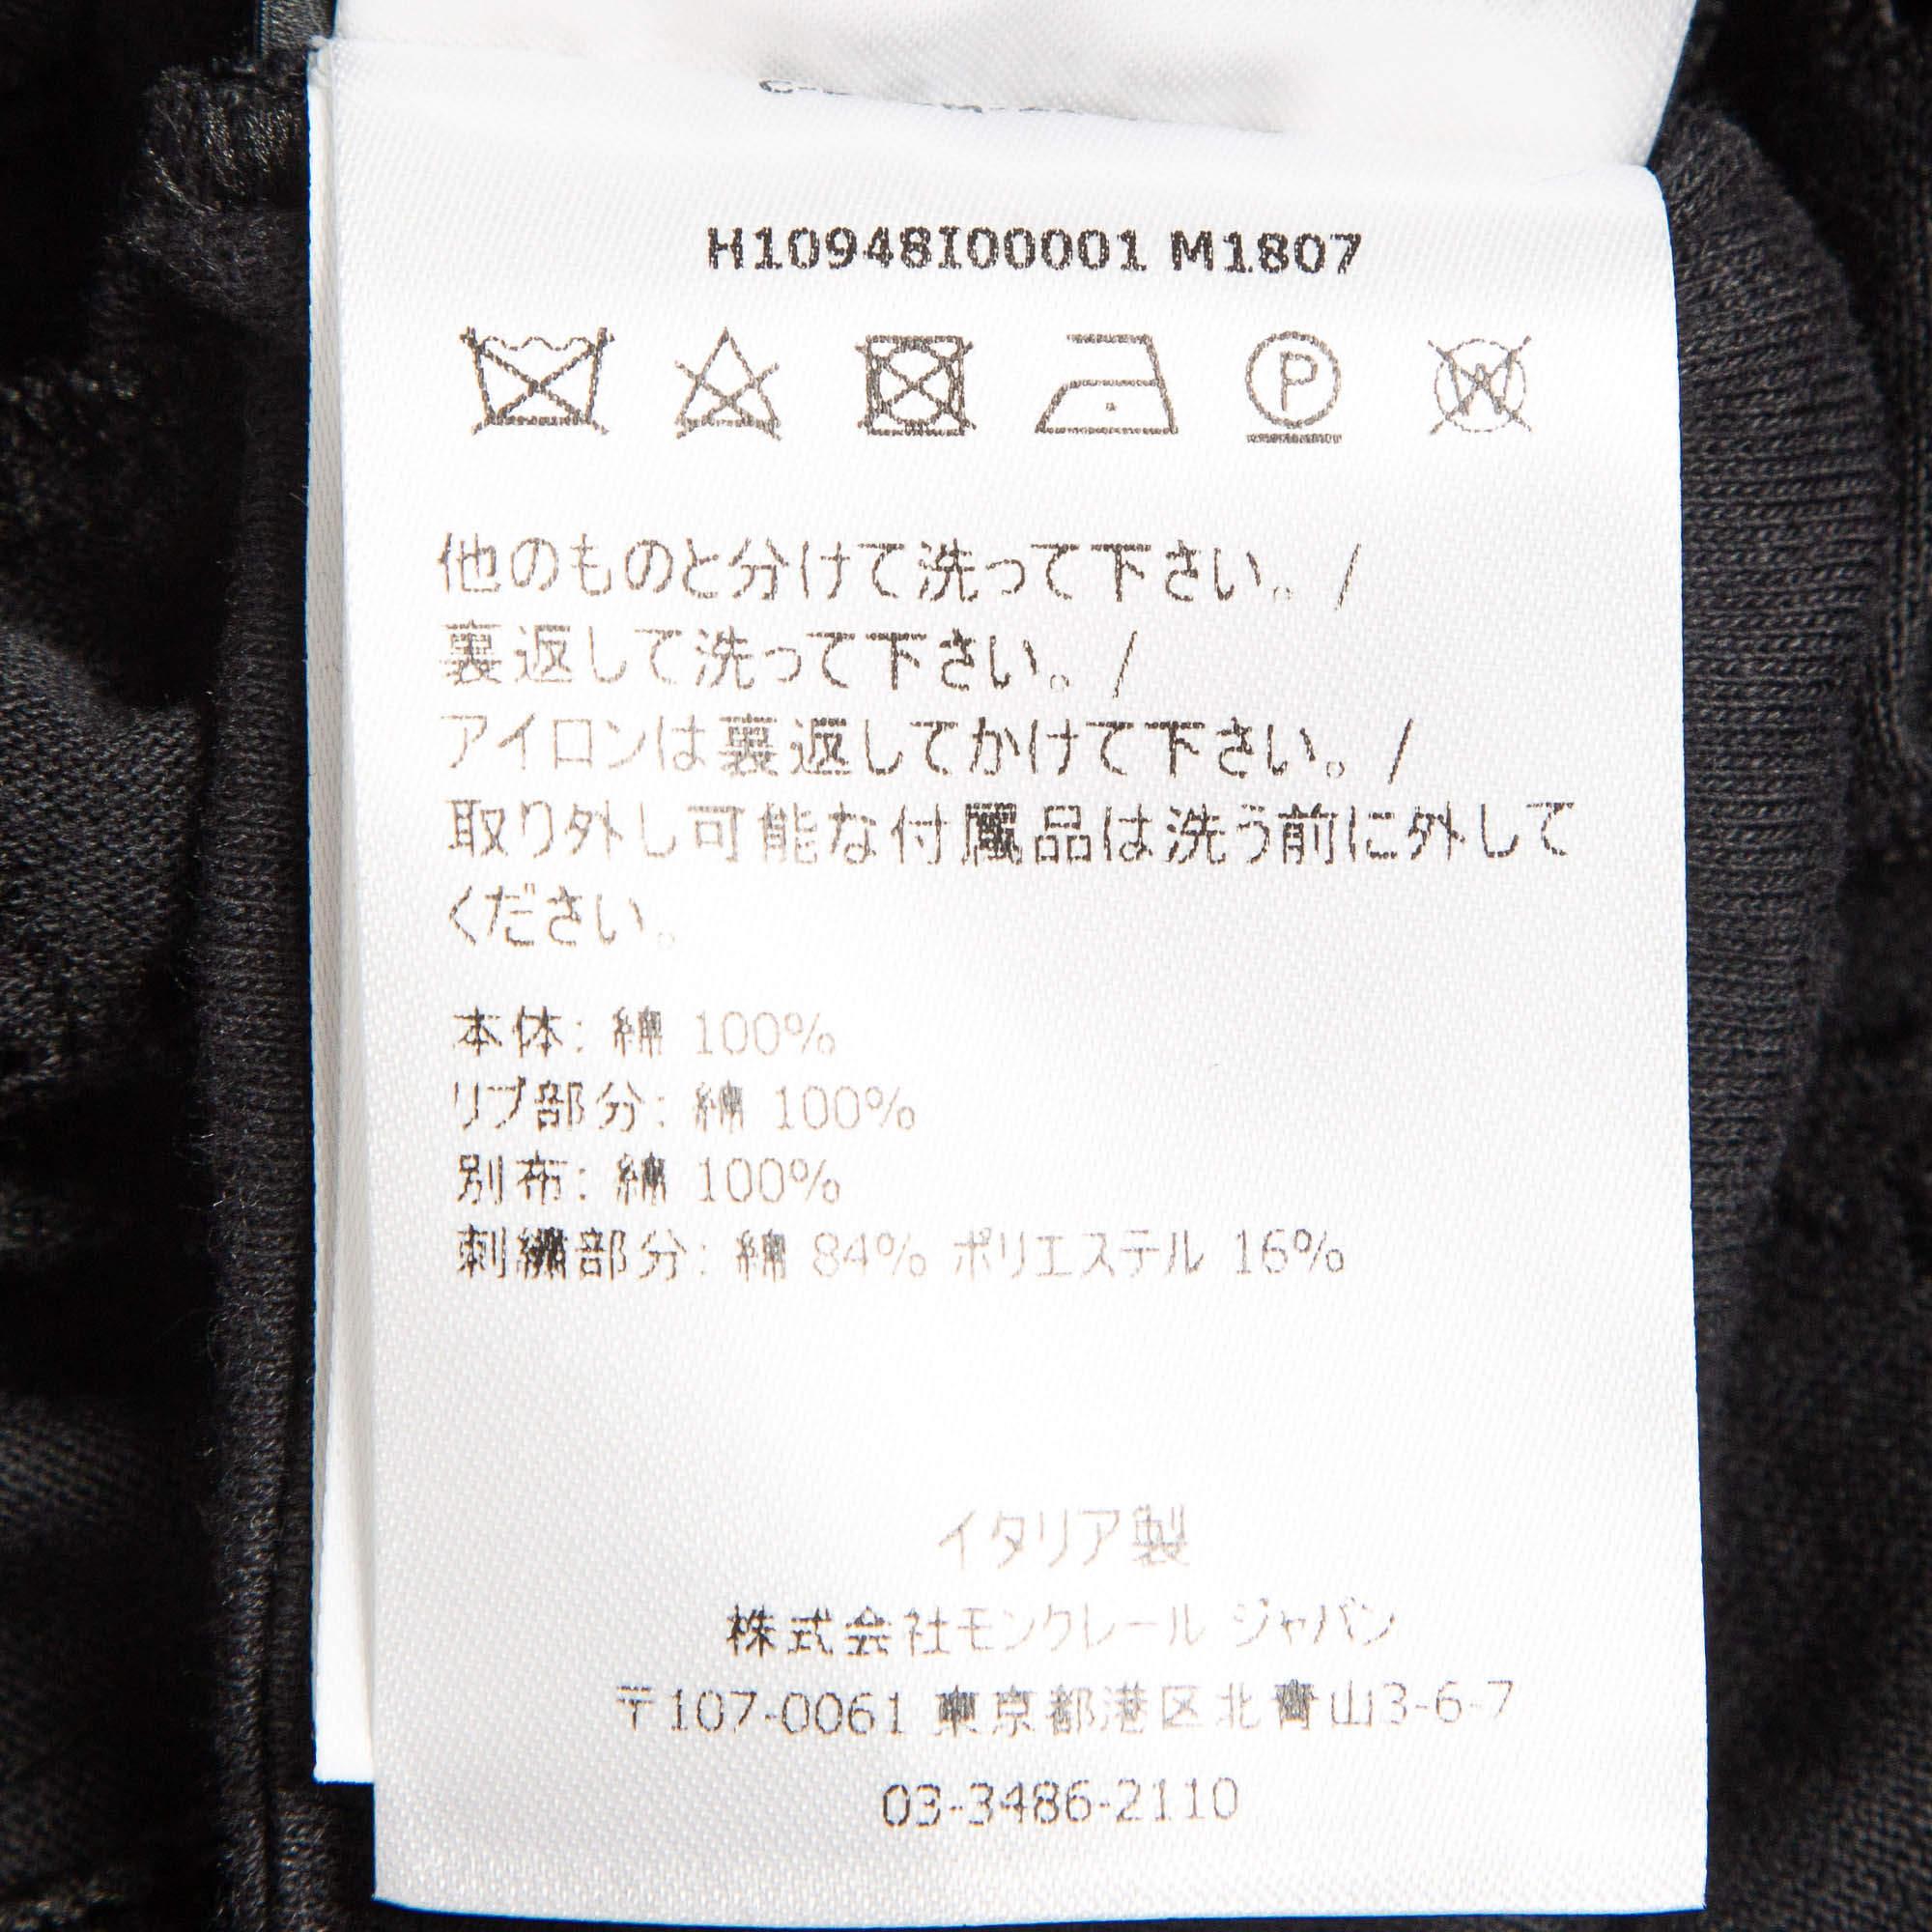 H10948I00001 M1807
P
W
他のものと分けて洗って下さい。/
裏返して洗って下さい。/
アイロンは裏返してかけて下さい。/
取り外し可能な付属品は洗う前に外して
ください。
本体: 綿 100%
リブ部分: 綿 100%
別布: 綿 100%
刺繍部分: 綿 84% ポリエステル 16%
イタリア製
株式会社モンクレール ジャパン
〒107-0061 東京都港区北青山3-6-7
03-3486-2110